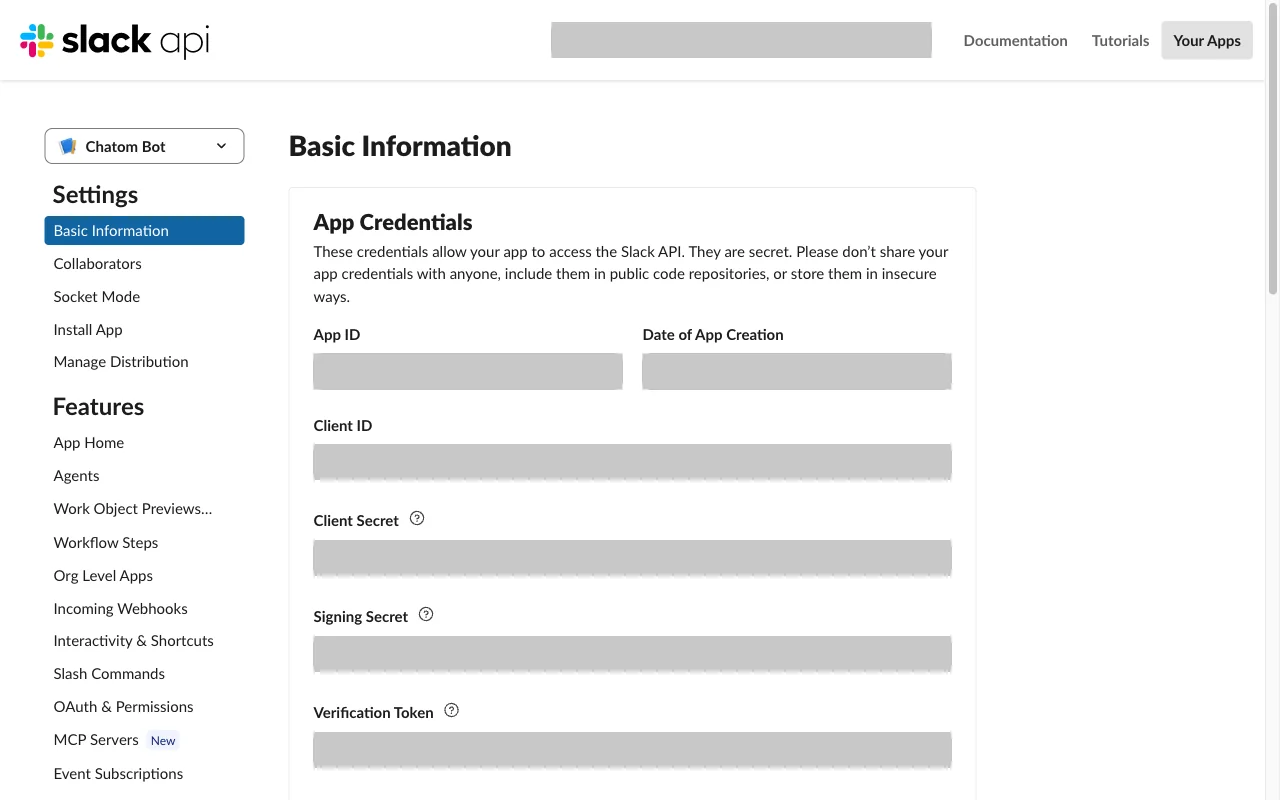 slack api
Documentation
Tutorials
Your Apps
Chatom Bot
Settings
Basic Information
Collaborators
Socket Mode
Install App
Manage Distribution
Features
App Home
Agents
Work Object Previews...
Workflow Steps
Org Level Apps
Incoming Webhooks
Interactivity & Shortcuts
Slash Commands
OAuth & Permissions
MCP Servers New
Event Subscriptions
Basic Information
App Credentials
These credentials allow your app to access the Slack API. They are secret. Please don’t share your
app credentials with anyone, include them in public code repositories, or store them in insecure
ways.
App ID
Date of App Creation
Client ID
Client Secret
Signing Secret
Verification Token